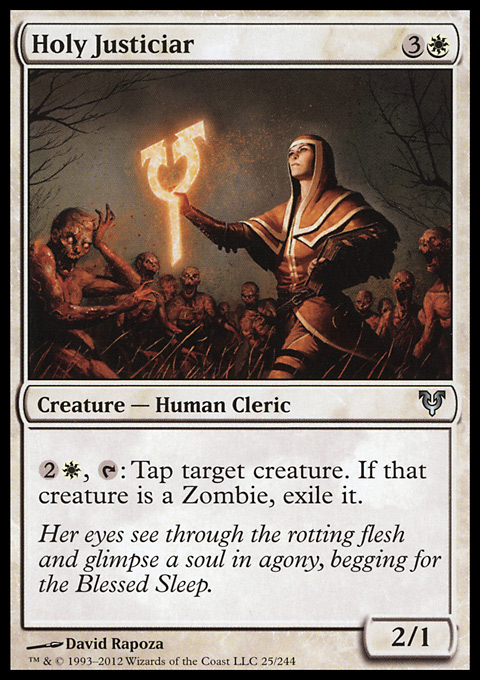 Holy Justiciar 3
Creature — Human Cleric
2, : Tap target creature. If that
creature is a Zombie, exile it.
Her eyes see through the rotting flesh
and glimpse a soul in agony, begging for
the Blessed Sleep.
David Rapoza
2/1
™ & © 1993–2012 Wizards of the Coast LLC 25/244